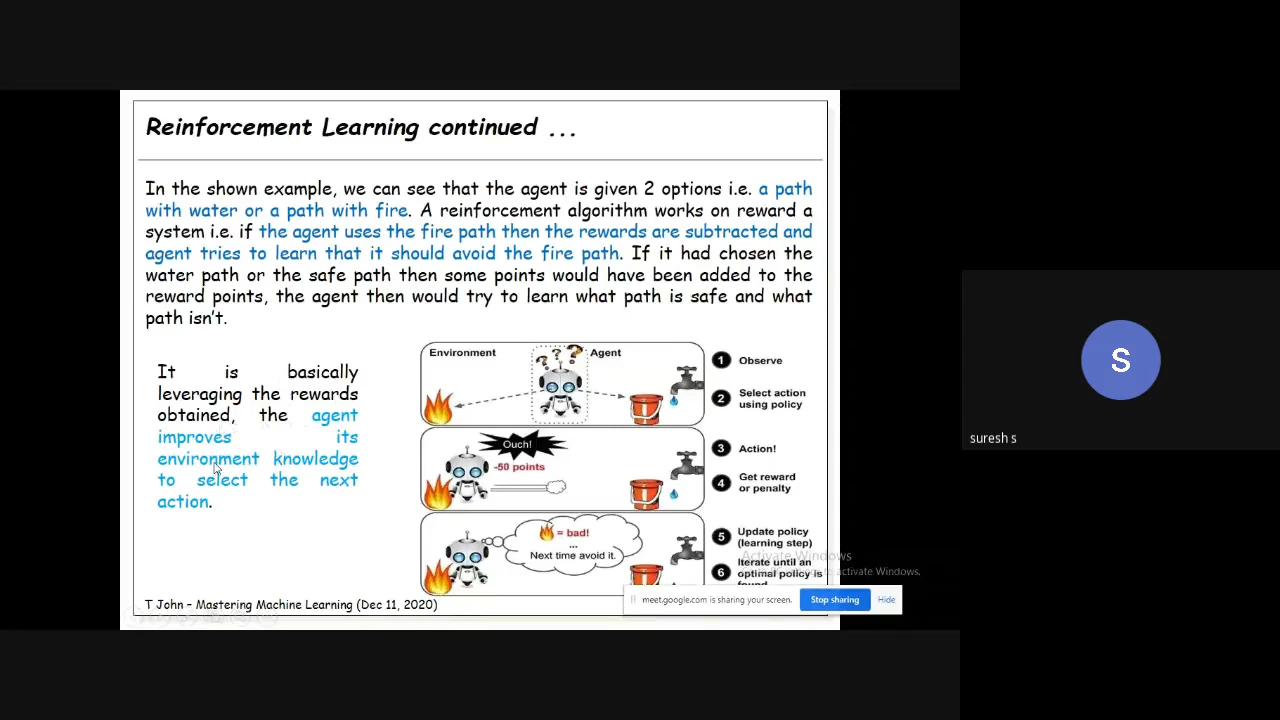 Reinforcement Learning continued ...
In the shown example, we can see that the agent is given 2 options i.e. a path
with water or a path with fire. A reinforcement algorithm works on reward a
system i.e. if the agent uses the fire path then the rewards are subtracted and
agent tries to learn that it should avoid the fire path. If it had chosen the
water path or the safe path then some points would have been added to the
reward points, the agent then would try to learn what path is safe and what
path isn't.
It is basically
leveraging the rewards
obtained, the agent
improves its
environment knowledge
to select the next
action.
Environment
???
Agent
1 Observe
2 Select action
using policy
Ouch!
-50 points
3 Action!
4 Get reward
or penalty
= bad!
...
Next time avoid it.
5 Update policy
(learning step)
6 Iterate until an
optimal policy is
found
Activate Windows
to activate Windows.
meet.google.com is sharing your screen.
Stop sharing
Hide
T John – Mastering Machine Learning (Dec 11, 2020)
S
suresh s